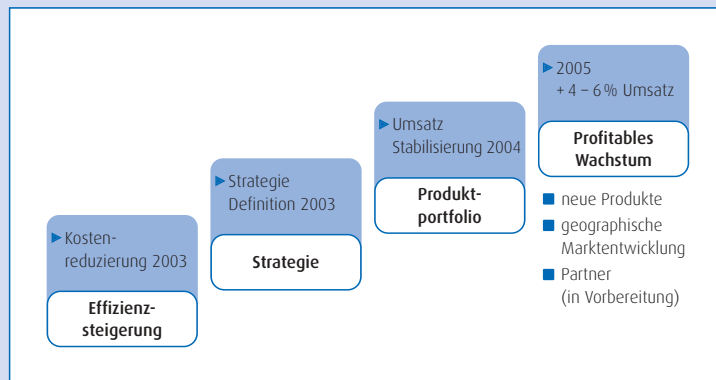 ▶ Kosten-
reduzierung 2003
Effizienz-
steigerung
▶ Strategie
Definition 2003
Strategie
▶ Umsatz
Stabilisierung 2004
Produkt-
portfolio
▶ 2005
+ 4 – 6 % Umsatz
Profitables
Wachstum
■ neue Produkte
■ geographische
Marktentwicklung
■ Partner
(in Vorbereitung)